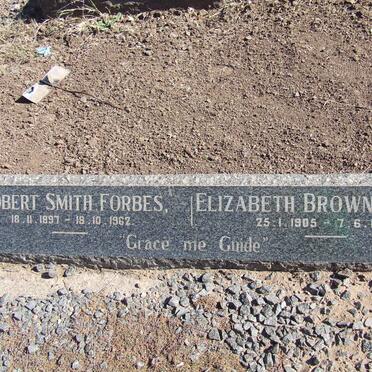 OBERT SMITH FORBES, ELIZABETH BROWN
18.11.1897 – 18.10.1962 25.1.1905 – 7.6.
"Grace me Guide"